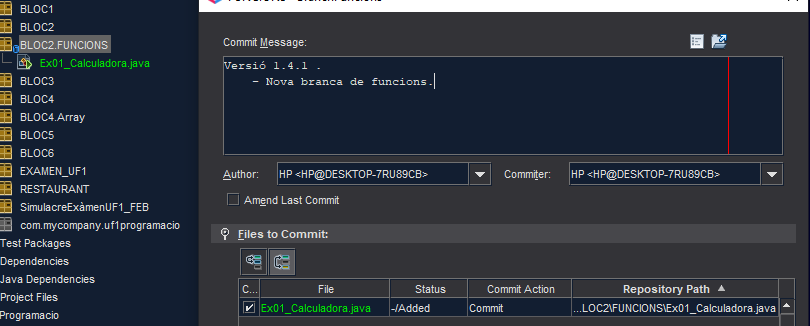 BLOC1
BLOC2
BLOC2.FUNCIONS
Ex01_Calculadora.java
BLOC3
BLOC4
BLOC4.Array
BLOC5
BLOC6
EXAMEN_UF1
RESTAURANT
SimulacreExàmenUF1_FEB
com.mycompany.uf1programacio
Test Packages
Dependencies
Java Dependencies
Project Files
Programacio
Commit Message:
Versió 1.4.1 .
- Nova branca de funcions.
Author: HP <HP@DESKTOP-7RU89CB> Commiter: HP <HP@DESKTOP-7RU89CB>
Amend Last Commit
Files to Commit:
C... File Status Commit Action Repository Path
Ex01_Calculadora.java -/Added Commit ...LOC2\FUNCIONS\Ex01_Calculadora.java